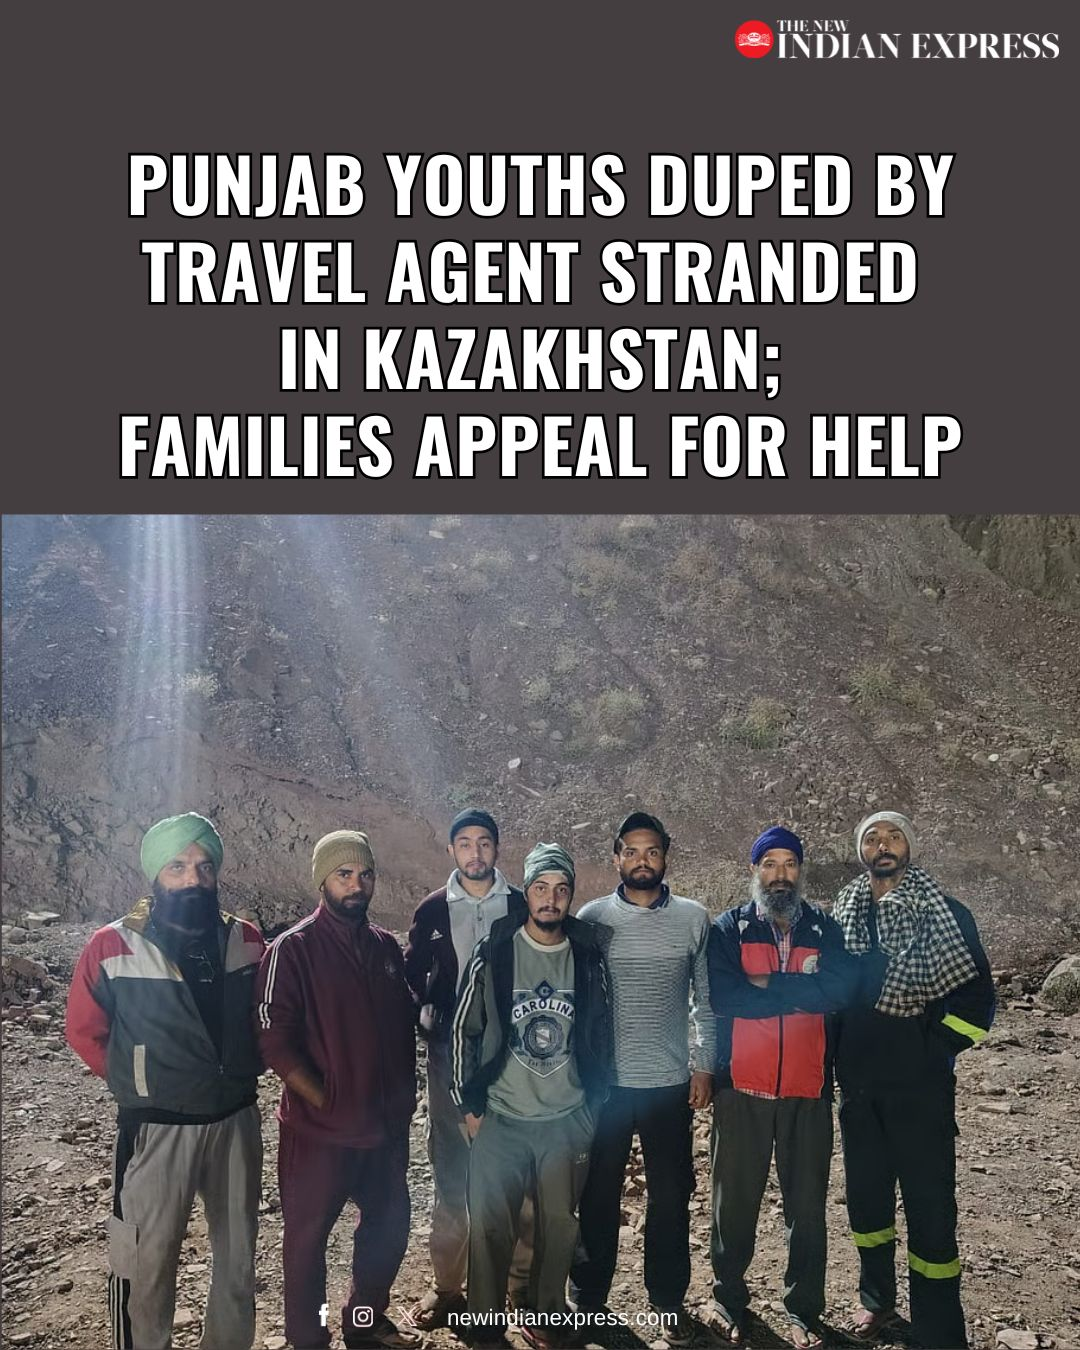 THE NEW
INDIAN EXPRESS
PUNJAB YOUTHS DUPED BY
TRAVEL AGENT STRANDED
IN KAZAKHSTAN;
FAMILIES APPEAL FOR HELP
CAROLINA
newindianexpress.com